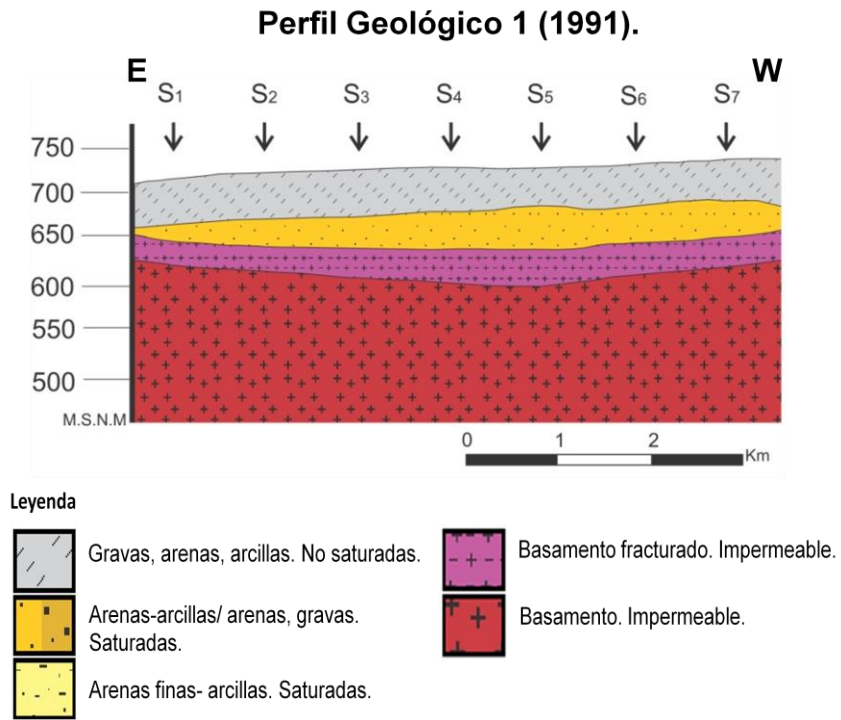 Perfil Geológico 1 (1991).
E W
S1 S2 S3 S4 S5 S6 S7
750
700
650
600
550
500
M.S.N.M
0 1 2
Km
Leyenda
Gravas, arenas, arcillas. No saturadas.
Arenas-arcillas/ arenas, gravas.
Saturadas.
Arenas finas- arcillas. Saturadas.
Basamento fracturado. Impermeable.
Basamento. Impermeable.